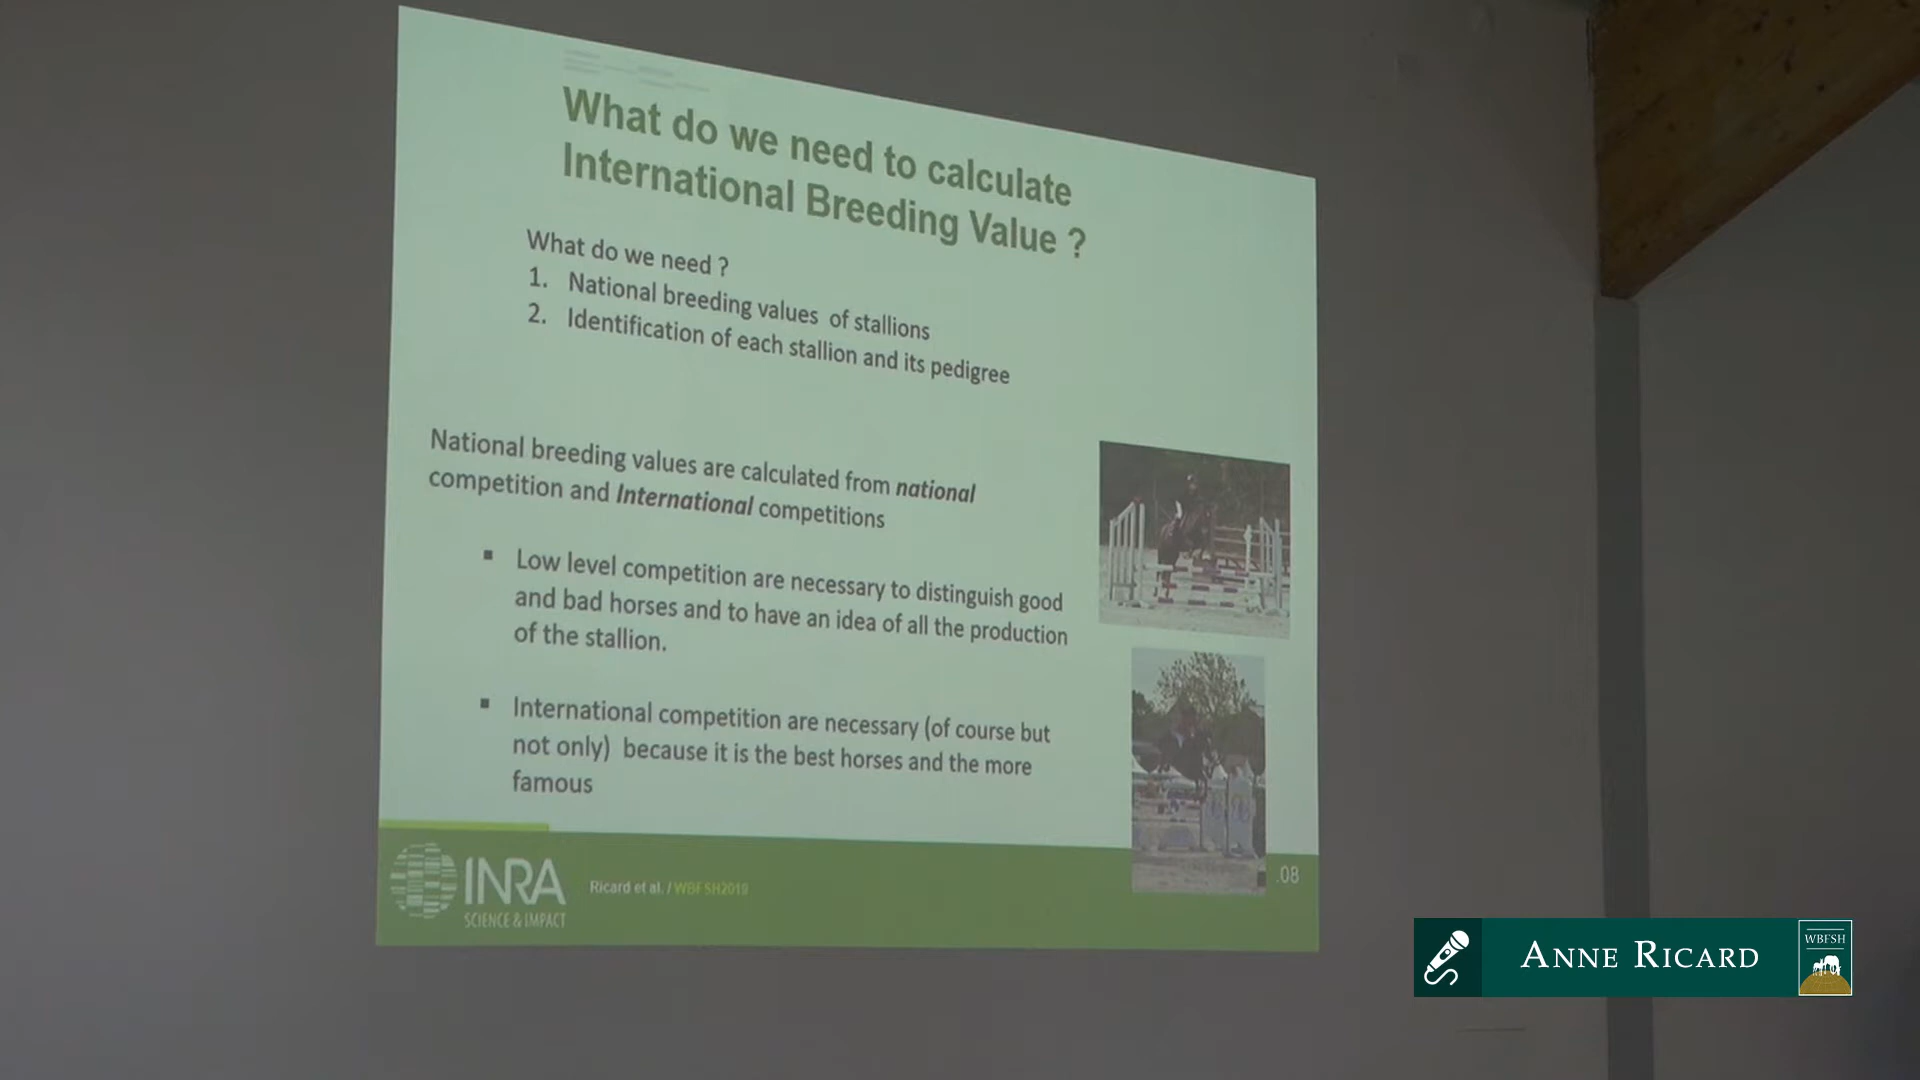 What do we need to calculate
International Breeding Value ?
What do we need ?
1. National breeding values of stallions
2. Identification of each stallion and its pedigree
National breeding values are calculated from national
competition and International competitions
▪ Low level competition are necessary to distinguish good
and bad horses and to have an idea of all the production
of the stallion.
▪ International competition are necessary (of course but
not only) because it is the best horses and the more
famous
INRA
SCIENCE & IMPACT
Ricard et al. / WBFSH2019
.08
ANNE RICARD
WBFSH